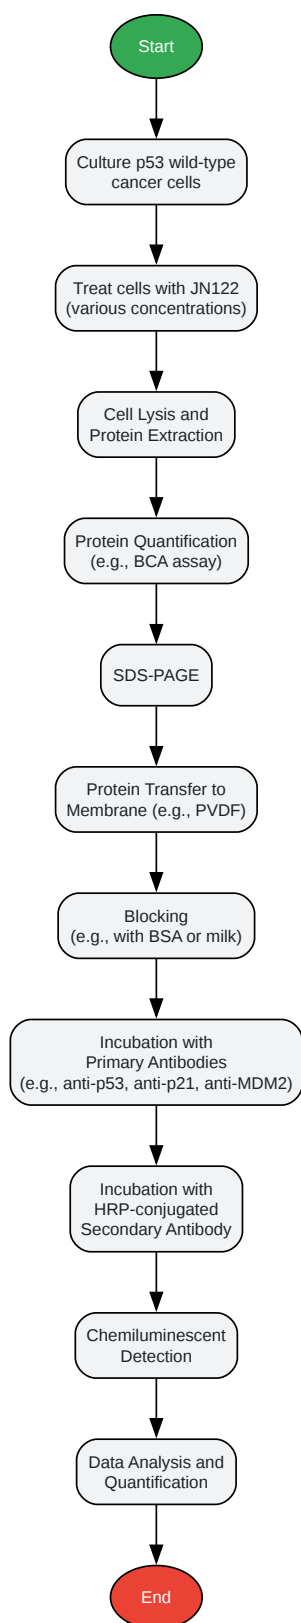 Start
Culture p53 wild-type
cancer cells
Treat cells with JN122
(various concentrations)
Cell Lysis and
Protein Extraction
Protein Quantification
(e.g., BCA assay)
SDS-PAGE
Protein Transfer to
Membrane (e.g., PVDF)
Blocking
(e.g., with BSA or milk)
Incubation with
Primary Antibodies
(e.g., anti-p53, anti-p21, anti-MDM2)
Incubation with
HRP-conjugated
Secondary Antibody
Chemiluminescent
Detection
Data Analysis and
Quantification
End